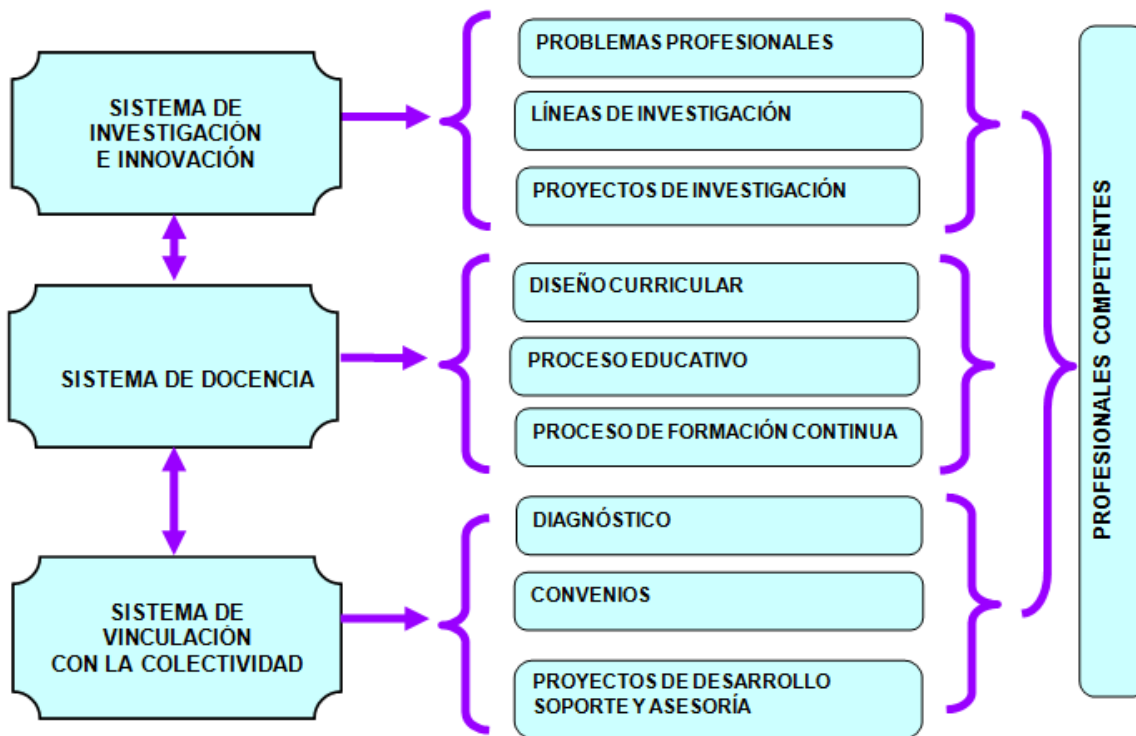 SISTEMA DE
INVESTIGACIÓN
E INNOVACIÓN
PROBLEMAS PROFESIONALES
LÍNEAS DE INVESTIGACIÓN
PROYECTOS DE INVESTIGACIÓN
SISTEMA DE DOCENCIA
DISEÑO CURRICULAR
PROCESO EDUCATIVO
PROCESO DE FORMACIÓN CONTINUA
SISTEMA DE
VINCULACIÓN
CON LA COLECTIVIDAD
DIAGNÓSTICO
CONVENIOS
PROYECTOS DE DESARROLLO
SOPORTE Y ASESORÍA
PROFESIONALES COMPETENTES